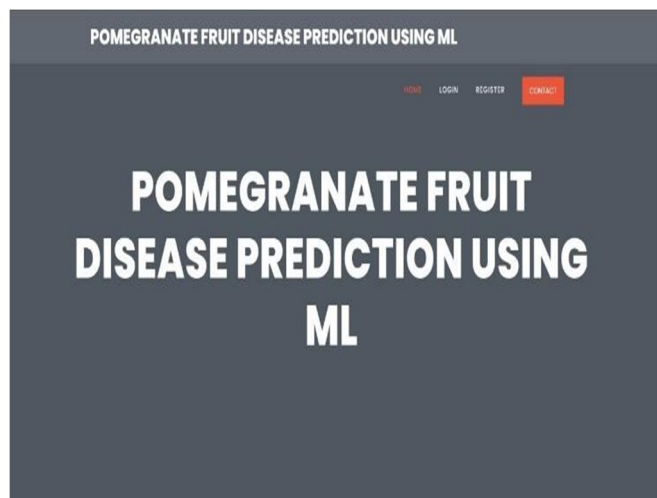 POMEGRANATE FRUIT DISEASE PREDICTION USING ML
HOME LOGIN REGISTER CONTACT
POMEGRANATE FRUIT
DISEASE PREDICTION USING
ML